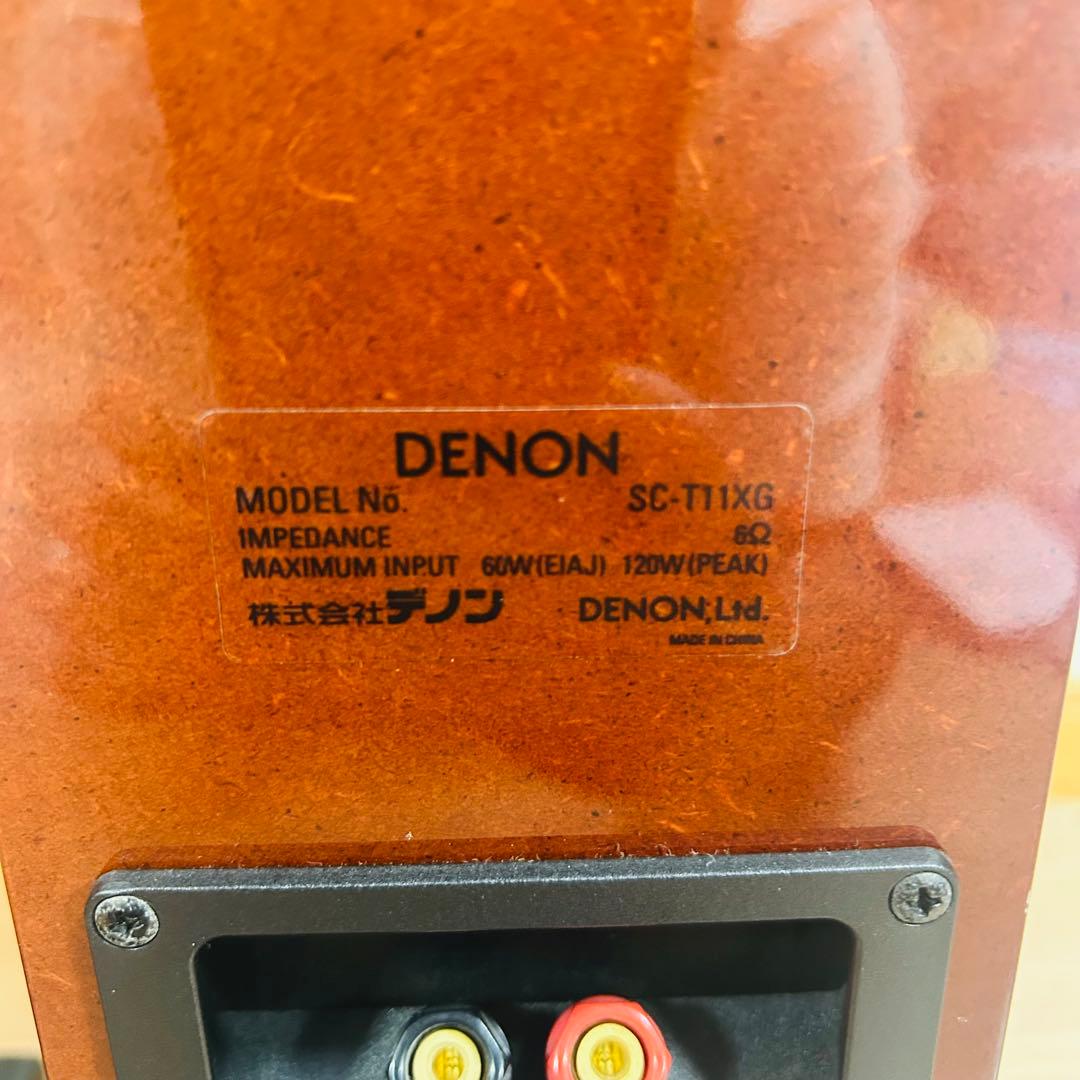 DENON
MODEL No. SC-T11XG
IMPEDANCE 6Ω
MAXIMUM INPUT 60W(EIAJ) 120W(PEAK)
株式会社デノン DENON, Ltd.
MADE IN CHINA